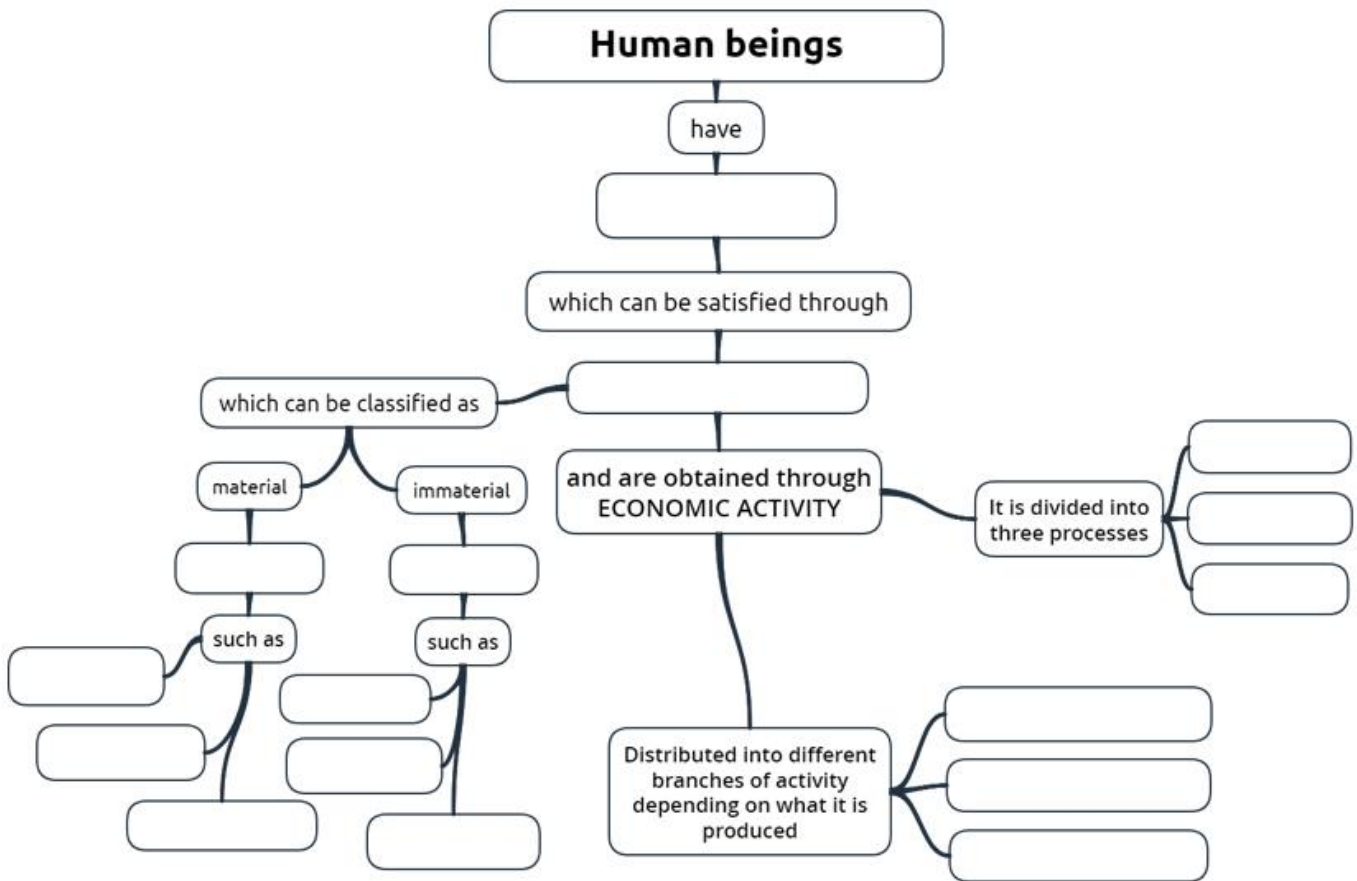 Human beings
have
which can be satisfied through
which can be classified as
material
immaterial
such as
such as
and are obtained through
ECONOMIC ACTIVITY
It is divided into
three processes
Distributed into different
branches of activity
depending on what it is
produced